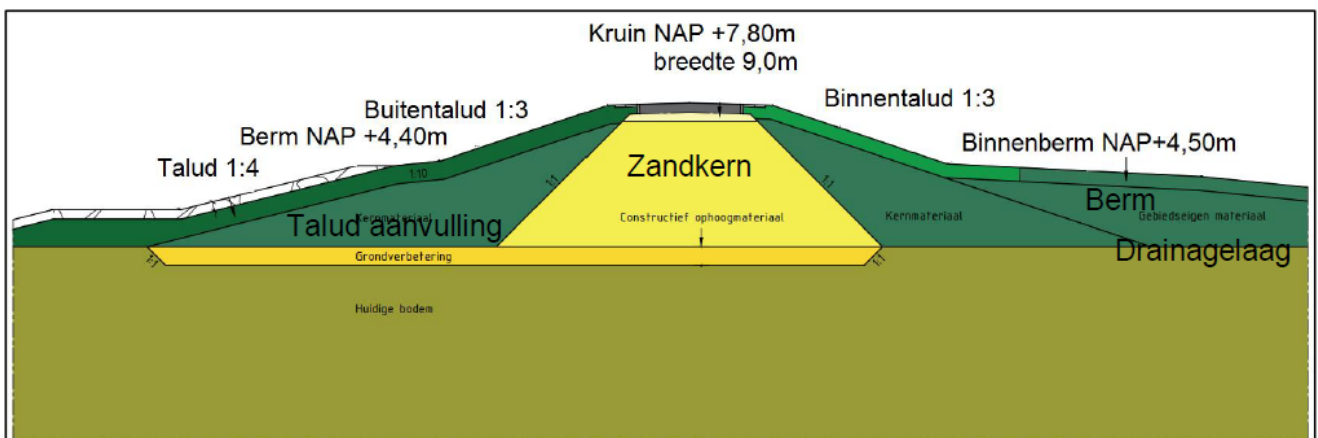 Kruin NAP +7,80m
breedte 9,0m
Buitentalud 1:3
Binnentalud 1:3
Berm NAP +4,40m
Binnenberm NAP+4,50m
Talud 1:4
1:10
Zandkern
1:1
1:1
Berm
Kernmateriaal
Talud aanvulling
Constructief ophoogmateriaal
Kernmateriaal
Gebiedseigen materiaal
Drainagelaag
1:1
Grondverbetering
1:1
Huidige bodem